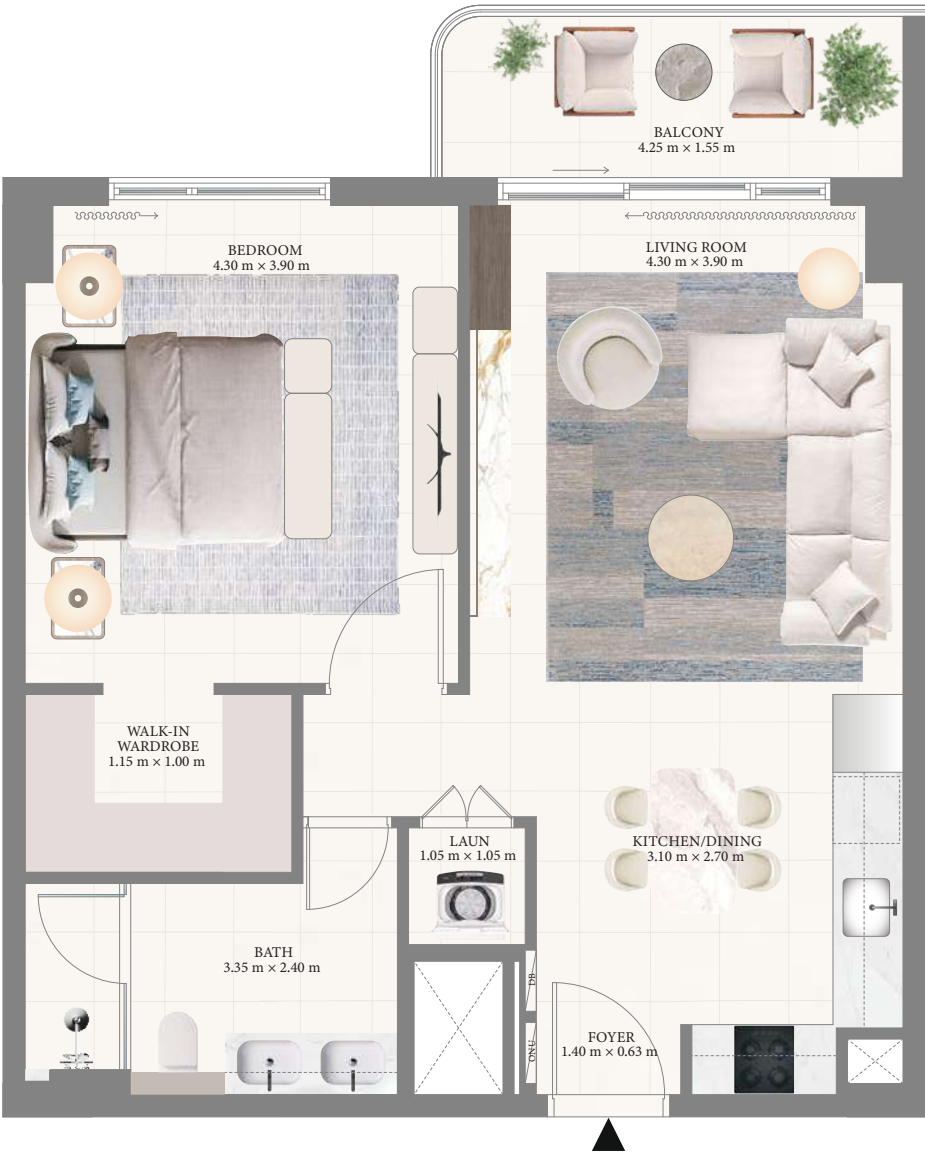 BALCONY
4.25 m × 1.55 m
BEDROOM
4.30 m × 3.90 m
LIVING ROOM
4.30 m × 3.90 m
WALK-IN
WARDROBE
1.15 m × 1.00 m
LAUN
1.05 m × 1.05 m
KITCHEN/DINING
3.10 m × 2.70 m
BATH
3.35 m × 2.40 m
DB
ONU
FOYER
1.40 m × 0.63 m